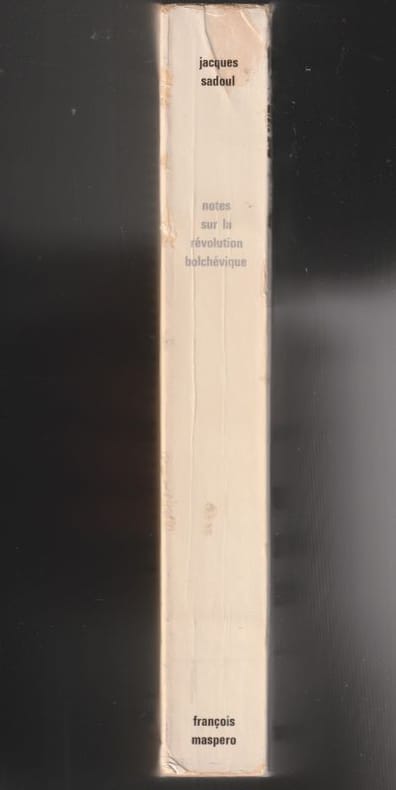 jacques
sadoul
notes
sur la
révolution
bolchévique
françois
maspero